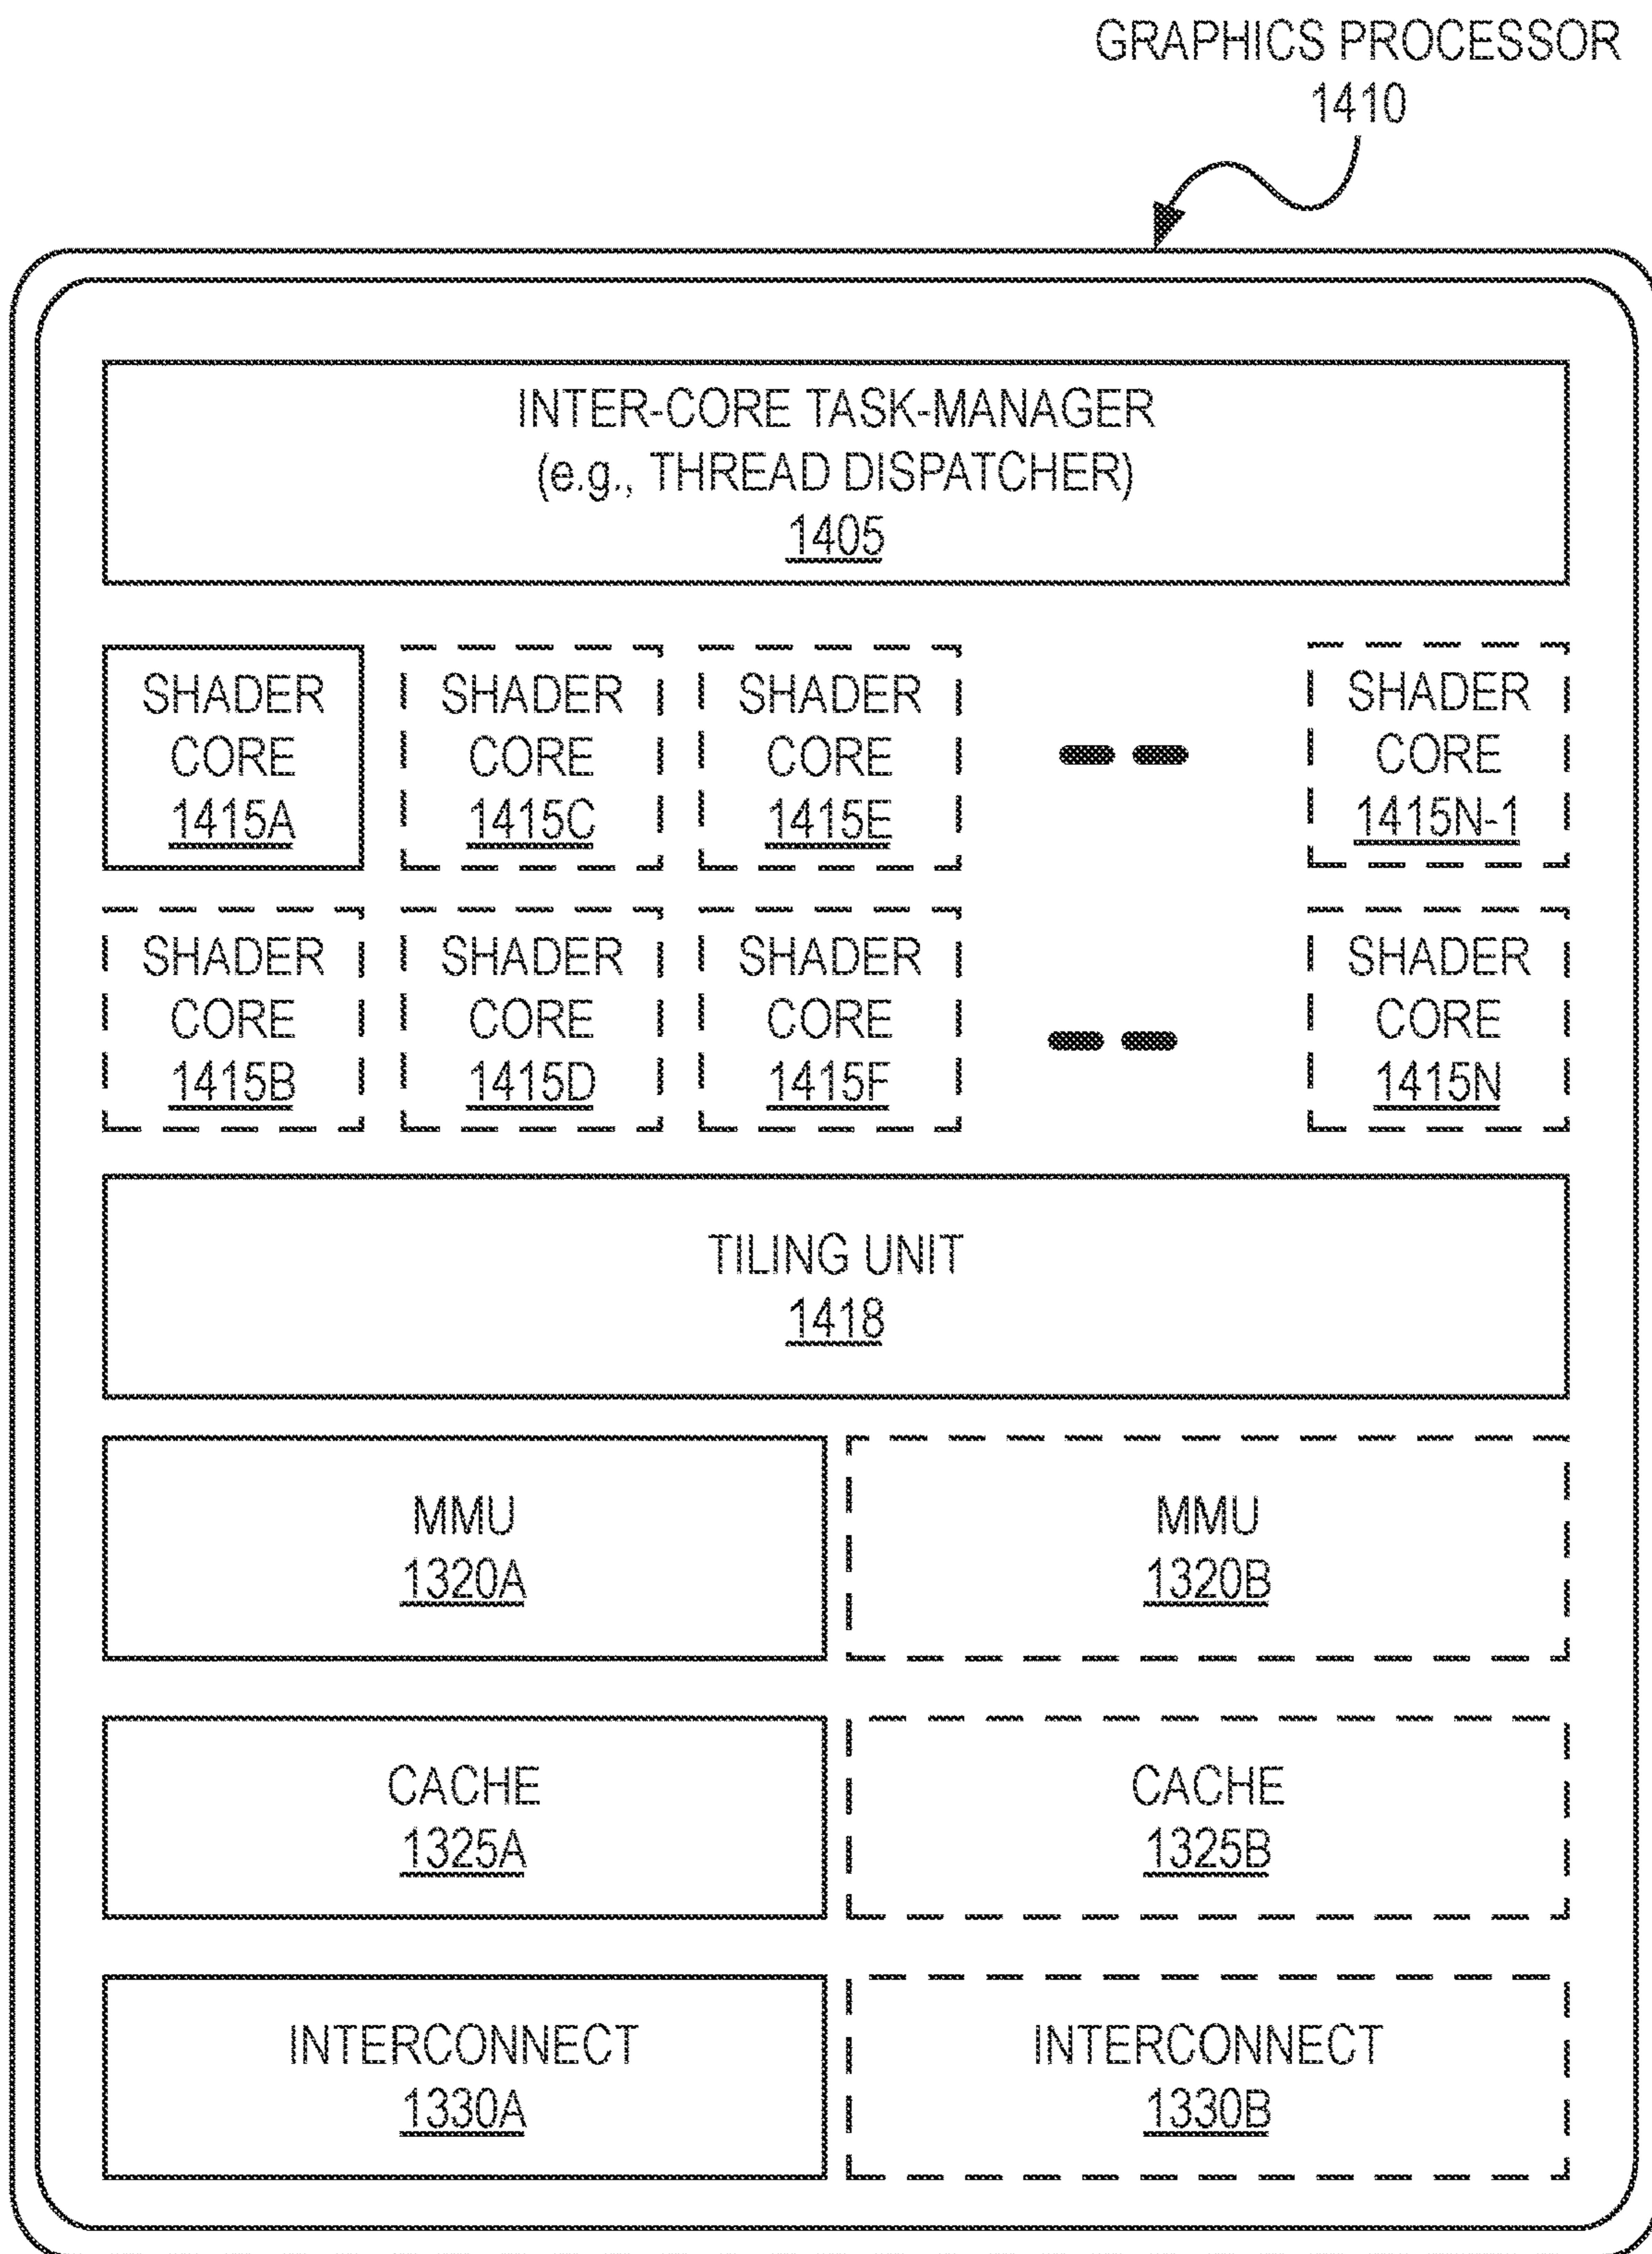 GRAPHICS PROCESSOR
1410
INTER-CORE TASK-MANAGER
(e.g., THREAD DISPATCHER)
1405
SHADER
CORE
1415A
SHADER
CORE
1415C
SHADER
CORE
1415E
SHADER
CORE
1415N-1
SHADER
CORE
1415B
SHADER
CORE
1415D
SHADER
CORE
1415F
SHADER
CORE
1415N
TILING UNIT
1418
MMU
1320A
MMU
1320B
CACHE
1325A
CACHE
1325B
INTERCONNECT
1330A
INTERCONNECT
1330B